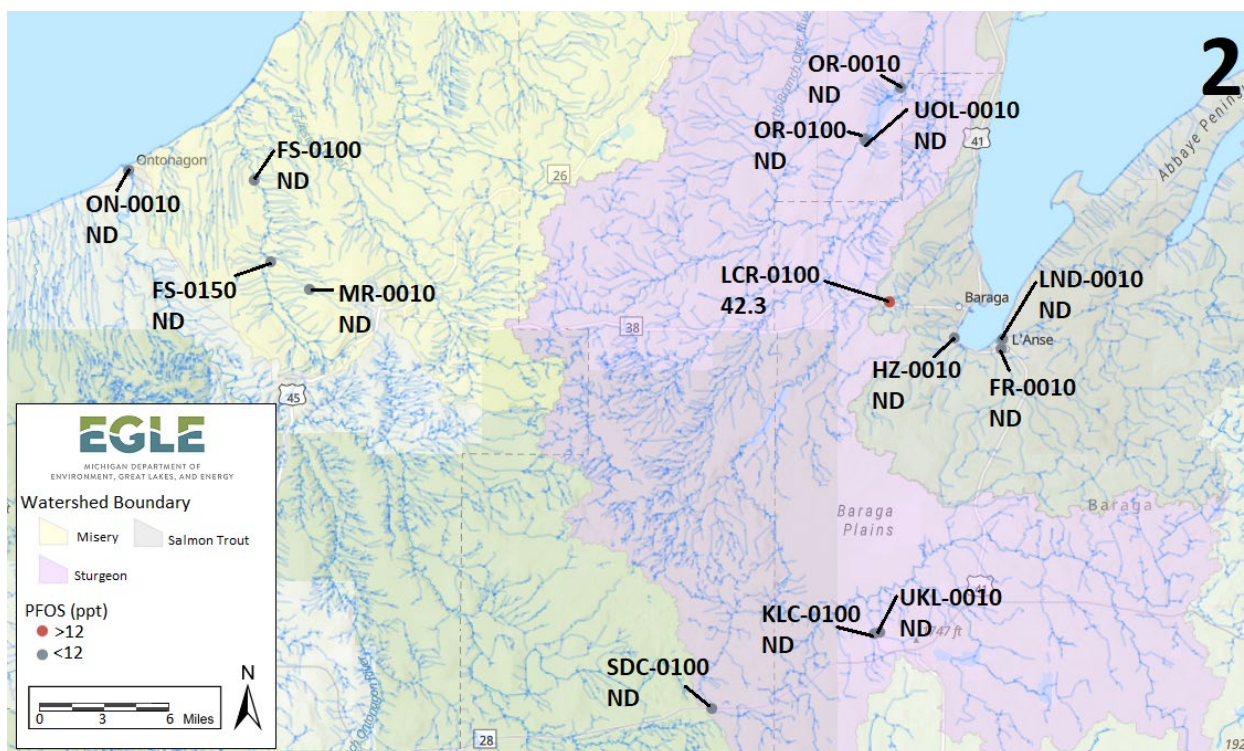 2
OR-0010
ND
UOL-0010
ND
OR-0100
ND
41
Abbaye Penins
Ontonagon
FS-0100
ND
26
ON-0010
ND
FS-0150
ND
MR-0010
ND
LCR-0100
42.3
Baraga
LND-0010
ND
L'Anse
38
HZ-0010
ND
FR-0010
ND
45
EGLE
MICHIGAN DEPARTMENT OF
ENVIRONMENT, GREAT LAKES, AND ENERGY
Watershed Boundary
Misery
Salmon Trout
Sturgeon
PFOS (ppt)
>12
<12
N
0 3 6 Miles
Baraga
Plains
Baraga
KLC-0100
ND
UKL-0010
ND
1747 ft
SDC-0100
ND
28
192